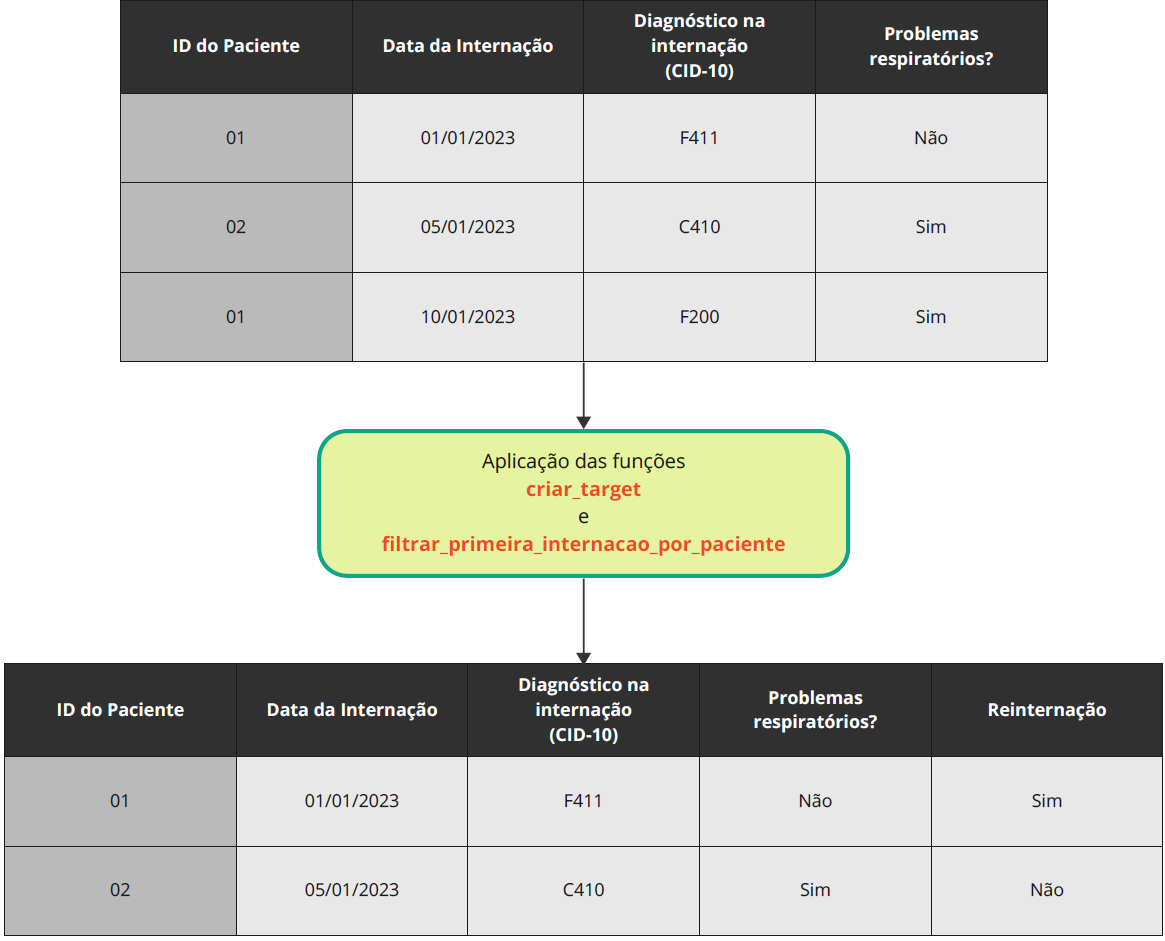 ID do Paciente
Data da Internação
Diagnóstico na
internação
(CID-10)
Problemas
respiratórios?
01
01/01/2023
F411
Não
02
05/01/2023
C410
Sim
01
10/01/2023
F200
Sim
Aplicação das funções
criar_target
e
filtrar_primeira_internacao_por_paciente
ID do Paciente
Data da Internação
Diagnóstico na
internação
(CID-10)
Problemas
respiratórios?
Reinternação
01
01/01/2023
F411
Não
Sim
02
05/01/2023
C410
Sim
Não